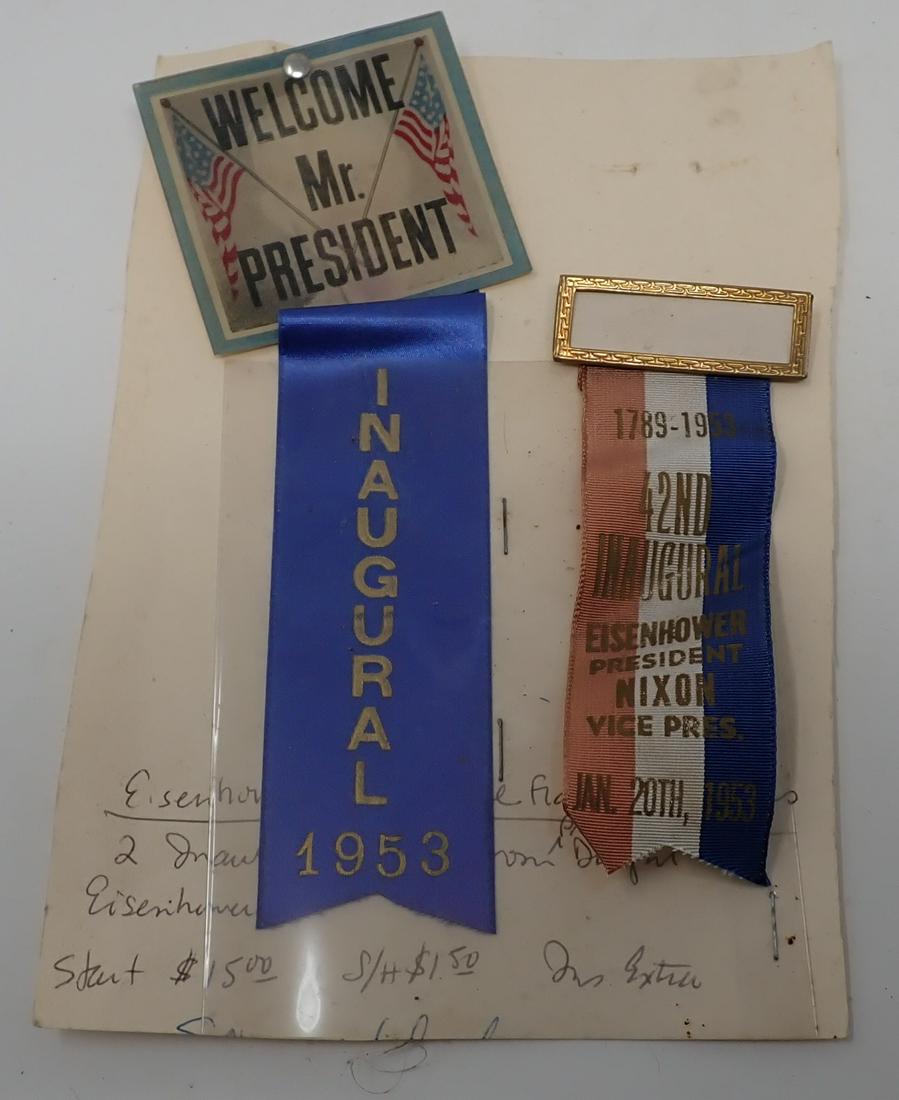 WELCOME
Mr.
PRESIDENT
INAUGURAL
1953
1789-1953
42ND
INAUGURAL
EISENHOWER
PRESIDENT
NIXON
VICE PRES.
JAN. 20TH, 1953
2
Eisenhower
Start $15.00 S/H $1.50 Ins. Extra